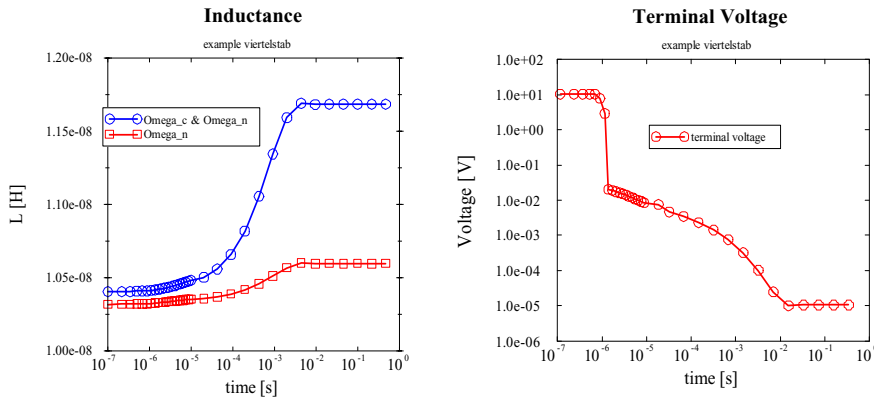 Inductance
example viertelstab
1.20e-08
1.15e-08
1.10e-08
1.05e-08
1.00e-08
L [H]
Omega_c & Omega_n
Omega_n
10^-7 10^-6 10^-5 10^-4 10^-3 10^-2 10^-1 10^0
time [s]
Terminal Voltage
example viertelstab
1.0e+02
1.0e+01
1.0e+00
1.0e-01
1.0e-02
1.0e-03
1.0e-04
1.0e-05
1.0e-06
Voltage [V]
terminal voltage
10^-7 10^-6 10^-5 10^-4 10^-3 10^-2 10^-1 10^0
time [s]